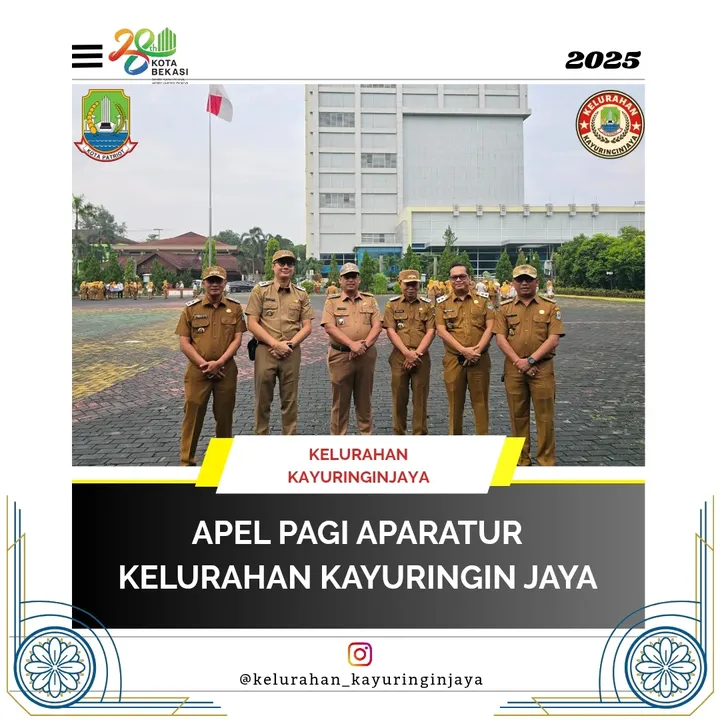 28th
KOTA
BEKASI
2025
KOTA PATRIOT
KELURAHAN
KAYURINGINJAYA
KELURAHAN
KAYURINGINJAYA
APEL PAGI APARATUR
KELURAHAN KAYURINGIN JAYA
@kelurahan_kayuringinjaya